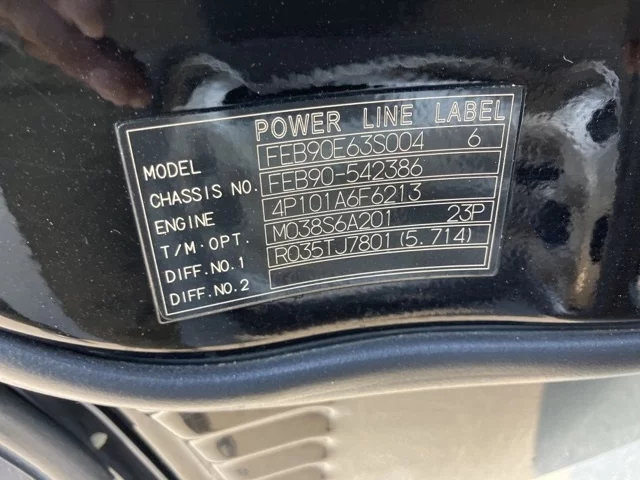 POWER LINE LABEL
MODEL FEB90E63S004 6
CHASSIS NO. FEB90-542386
ENGINE 4P101A6F6213
T/M·OPT. M038S6A201 23P
DIFF.NO.1 R035TJ7801(5.714)
DIFF.NO.2